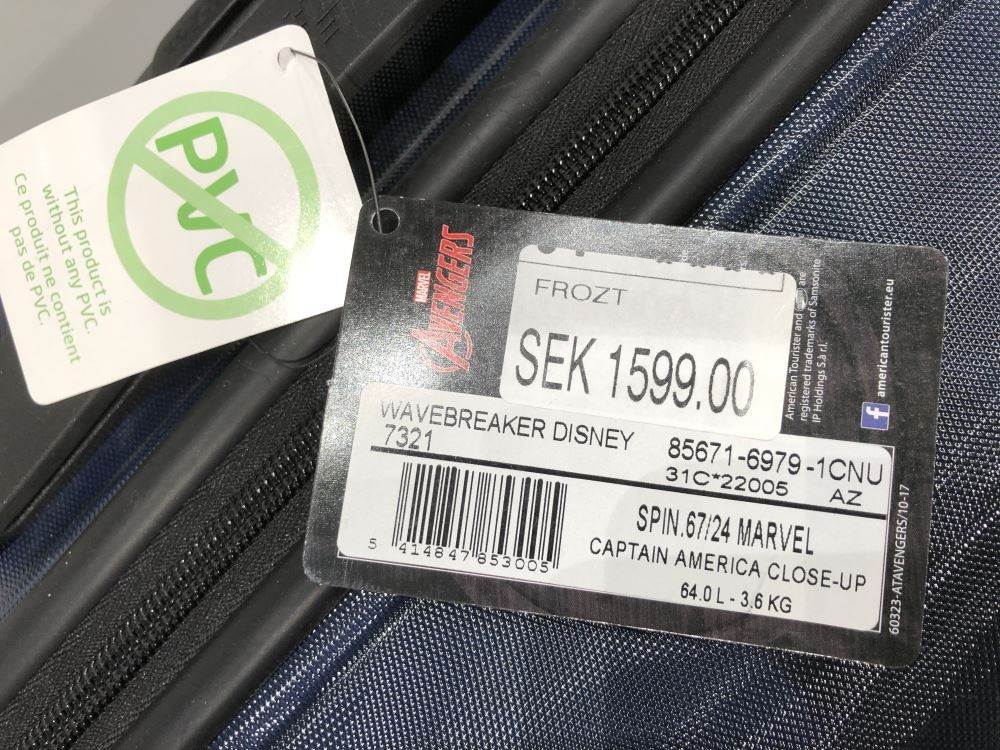 PVC
This product is
without any PVC.
Ce produit ne contient
pas de PVC.
MARVEL
AVENGERS
FROZT
SEK 1599.00
American Tourister and are
registered trademarks of Samsonite
IP Holdings S.à r.l.
americantourister.eu
f
WAVEBREAKER DISNEY 85671-6979-1CNU
7321 31C*22005 AZ
SPIN.67/24 MARVEL
CAPTAIN AMERICA CLOSE-UP
64.0 L - 3.6 KG
5 414847 853005
60323-ATAVENGERS/10-17